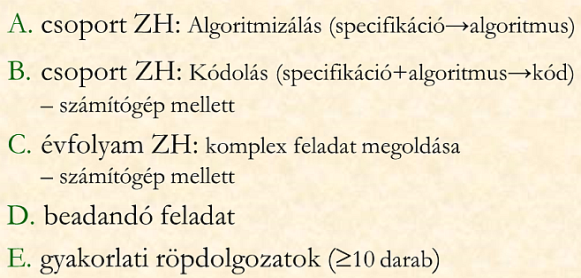 A. csoport ZH: Algoritmizálás (specifikáció→algoritmus)
B. csoport ZH: Kódolás (specifikáció+algoritmus→kód)
– számítógép mellett
C. évfolyam ZH: komplex feladat megoldása
– számítógép mellett
D. beadandó feladat
E. gyakorlati röpdolgozatok (≥10 darab)